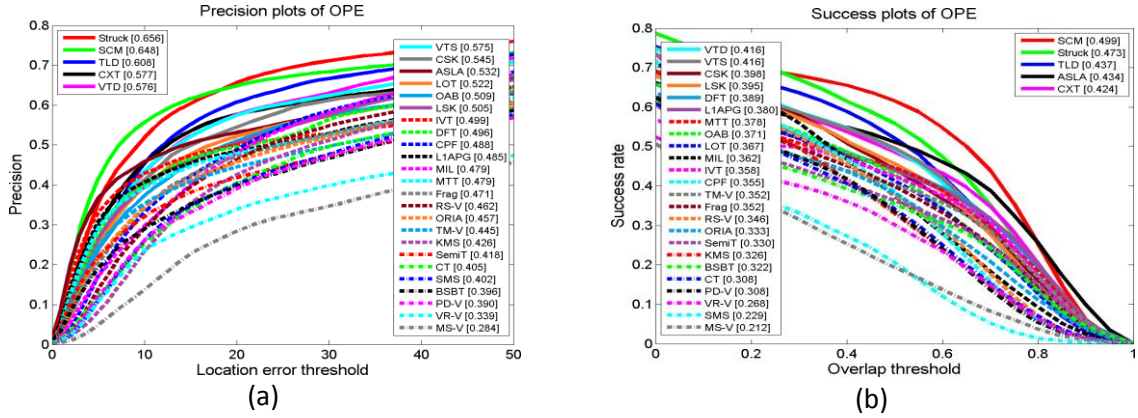 Precision plots of OPE
Precision
0.8
0.7
0.6
0.5
0.4
0.3
0.2
0.1
0
Struck [0.656]
SCM [0.648]
TLD [0.608]
CXT [0.577]
VTD [0.576]
VTS [0.575]
CSK [0.545]
ASLA [0.532]
LOT [0.522]
OAB [0.509]
LSK [0.505]
IVT [0.499]
DFT [0.496]
CPF [0.488]
L1APG [0.485]
MIL [0.479]
MTT [0.479]
Frag [0.471]
RS-V [0.462]
ORIA [0.457]
TM-V [0.445]
KMS [0.426]
SemiT [0.418]
CT [0.405]
SMS [0.402]
BSBT [0.396]
PD-V [0.390]
VR-V [0.339]
MS-V [0.284]
0 10 20 30 40 50
Location error threshold
(a)
Success plots of OPE
Success rate
0.8
0.7
0.6
0.5
0.4
0.3
0.2
0.1
0
VTD [0.416]
VTS [0.416]
CSK [0.398]
LSK [0.395]
DFT [0.389]
L1APG [0.380]
MTT [0.378]
OAB [0.371]
LOT [0.367]
MIL [0.362]
IVT [0.358]
CPF [0.355]
TM-V [0.352]
Frag [0.352]
RS-V [0.346]
ORIA [0.333]
SemiT [0.330]
KMS [0.326]
BSBT [0.322]
CT [0.308]
PD-V [0.308]
VR-V [0.268]
SMS [0.229]
MS-V [0.212]
SCM [0.499]
Struck [0.473]
TLD [0.437]
ASLA [0.434]
CXT [0.424]
0 0.2 0.4 0.6 0.8 1
Overlap threshold
(b)